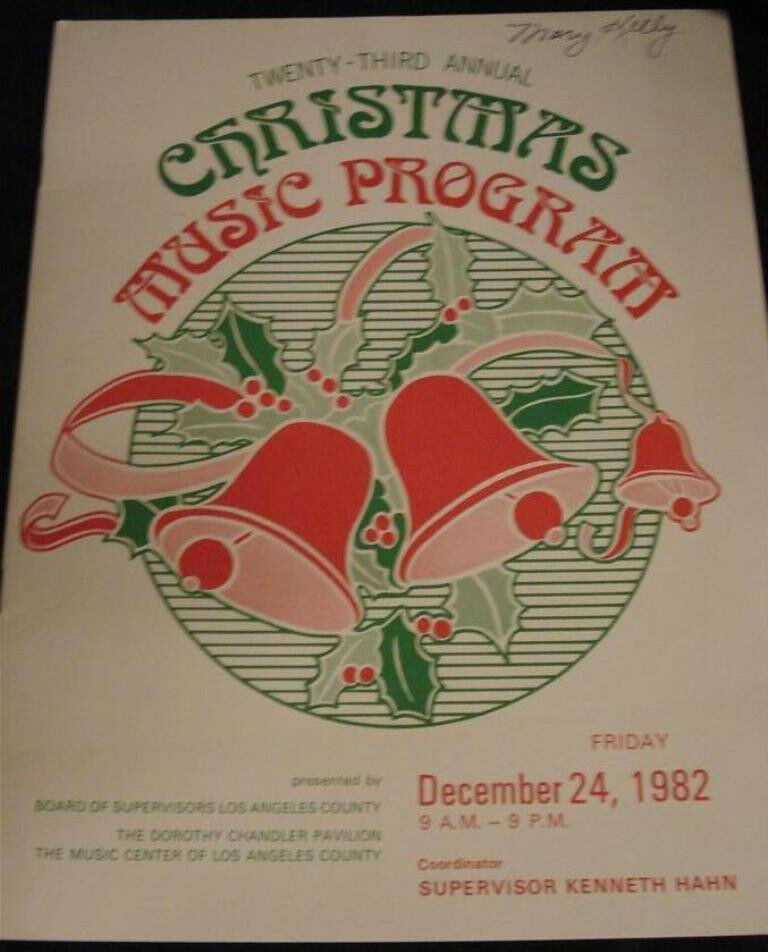 Mary Kelly
TWENTY-THIRD ANNUAL
CHRISTMAS
MUSIC PROGRAM
FRIDAY
December 24, 1982
9 A.M. – 9 P.M.
presented by
BOARD OF SUPERVISORS LOS ANGELES COUNTY
THE DOROTHY CHANDLER PAVILION
THE MUSIC CENTER OF LOS ANGELES COUNTY
Coordinator
SUPERVISOR KENNETH HAHN